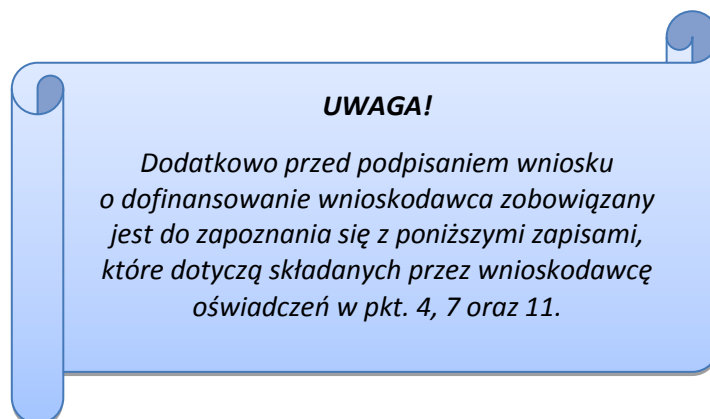 UWAGA!
Dodatkowo przed podpisaniem wniosku
o dofinansowanie wnioskodawca zobowiązany
jest do zapoznania się z poniższymi zapisami,
które dotyczą składanych przez wnioskodawcę
oświadczeń w pkt. 4, 7 oraz 11.